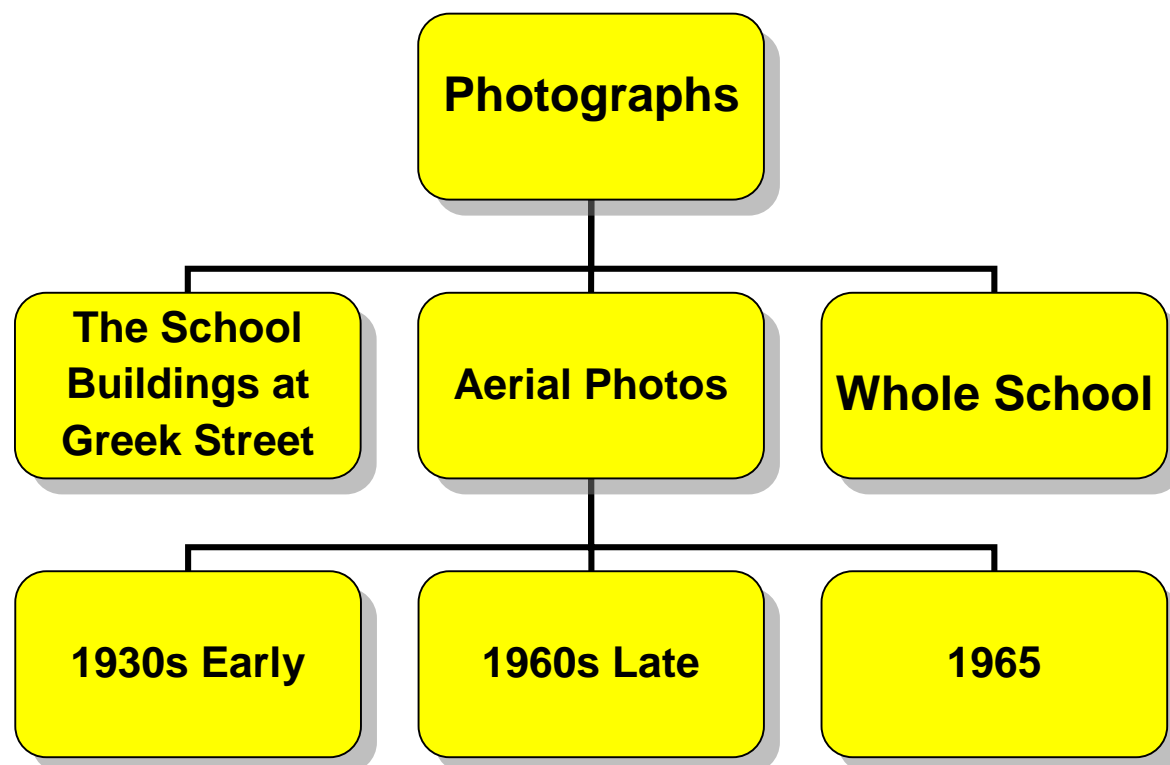 Photographs
The School
Buildings at
Greek Street
Aerial Photos
Whole School
1930s Early
1960s Late
1965